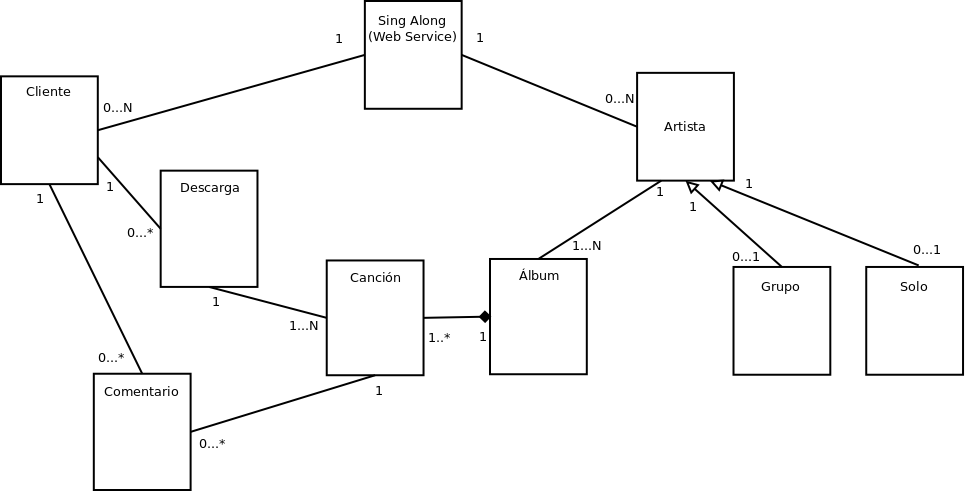 Sing Along
(Web Service)
1
1
Cliente
0...N
0...N
Artista
1
Descarga
1
1
1
1
0...*
1...N
0...1
0...1
Canción
Álbum
Grupo
Solo
1
1...N
1..*
1
0...*
Comentario
1
0...*